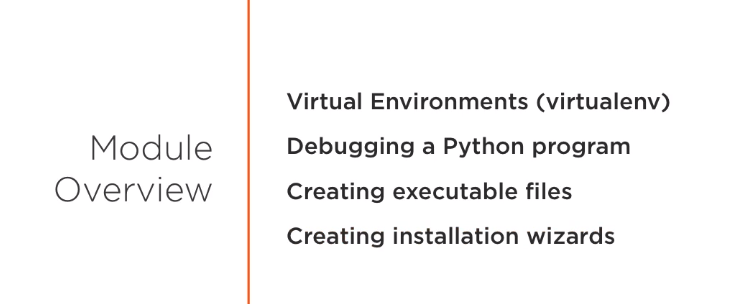 Module
Overview
Virtual Environments (virtualenv)
Debugging a Python program
Creating executable files
Creating installation wizards